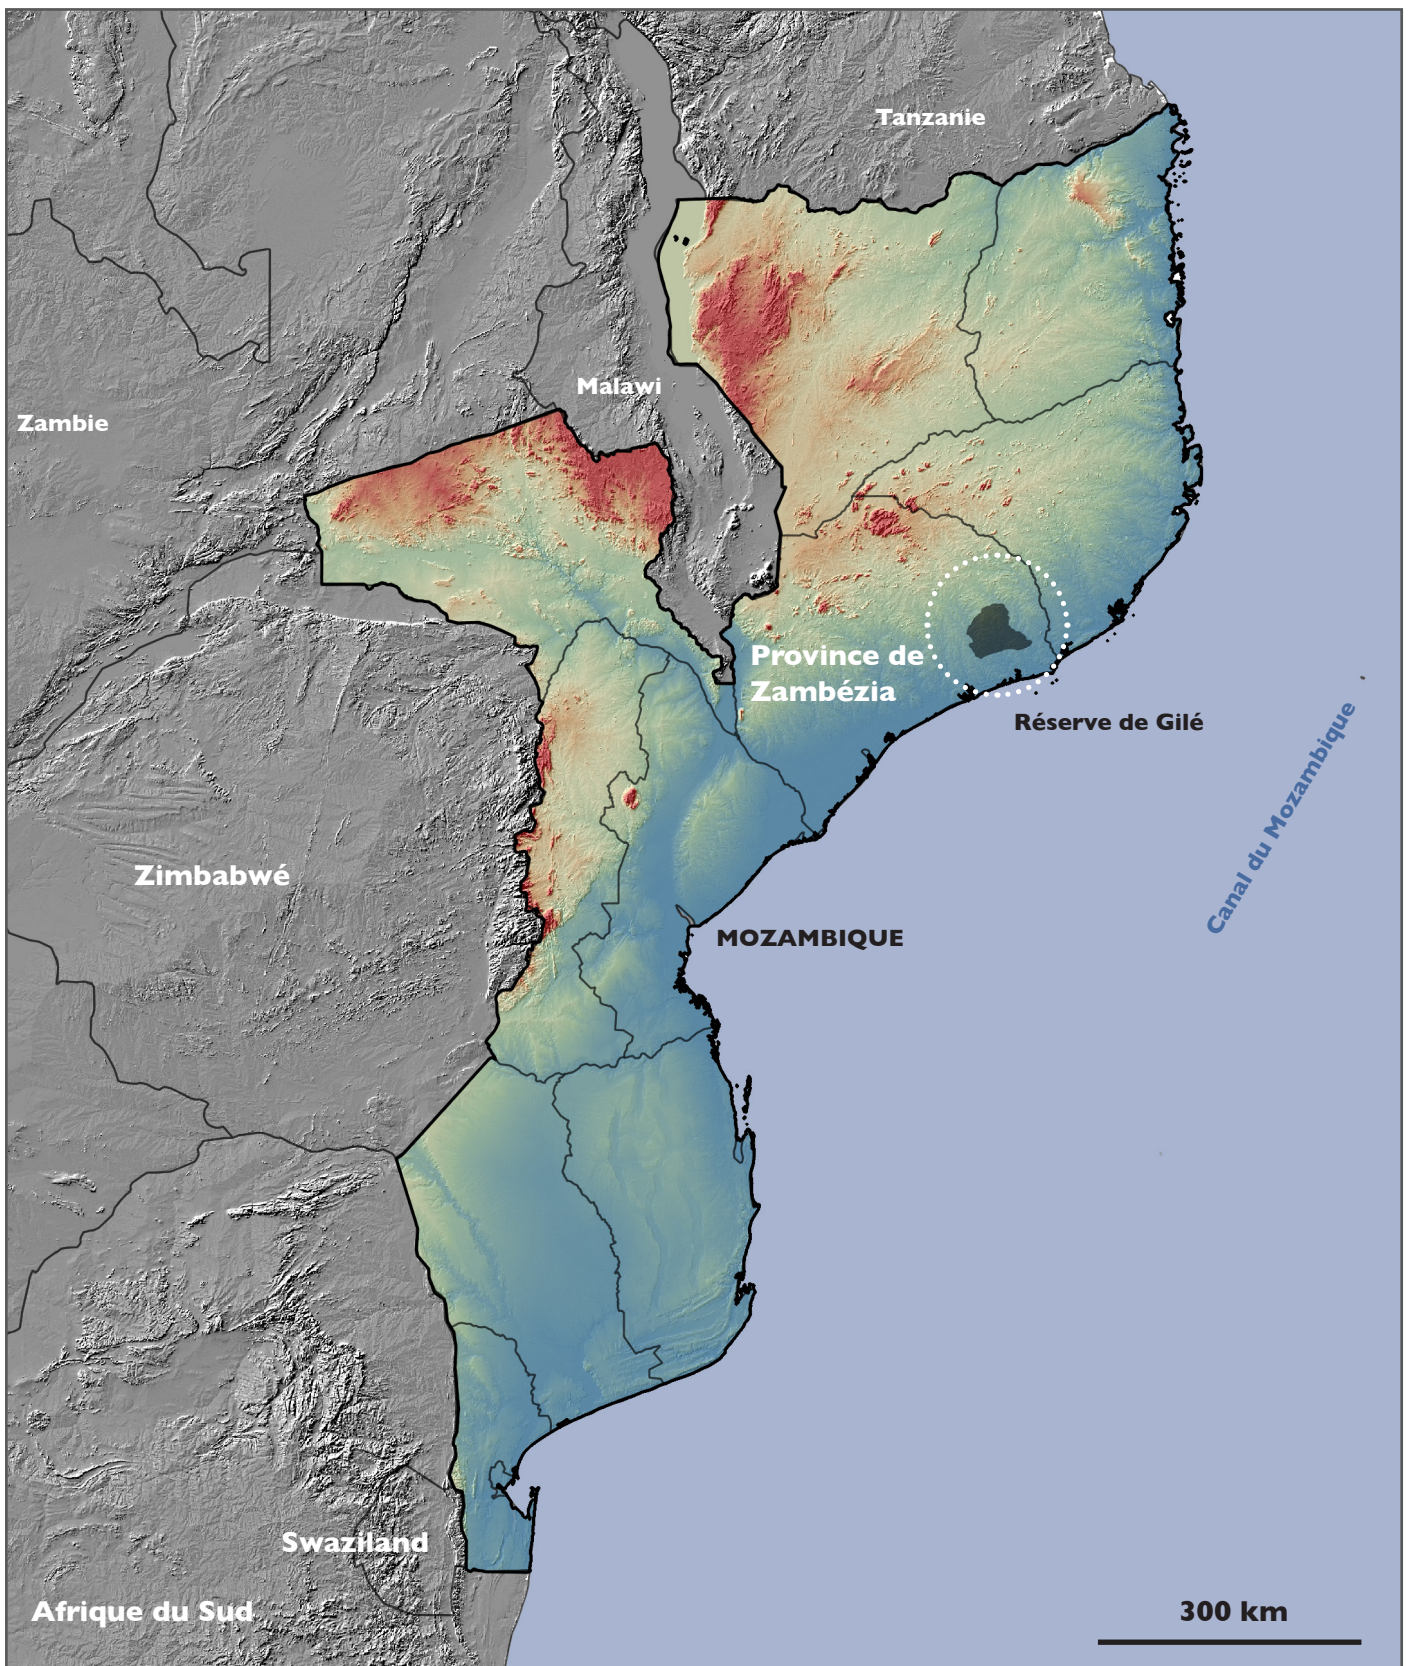 Tanzanie
Malawi
Zambie
Province de
Zambézia
Réserve de Gilé
Canal du Mozambique
Zimbabwé
MOZAMBIQUE
Swaziland
Afrique du Sud
300 km